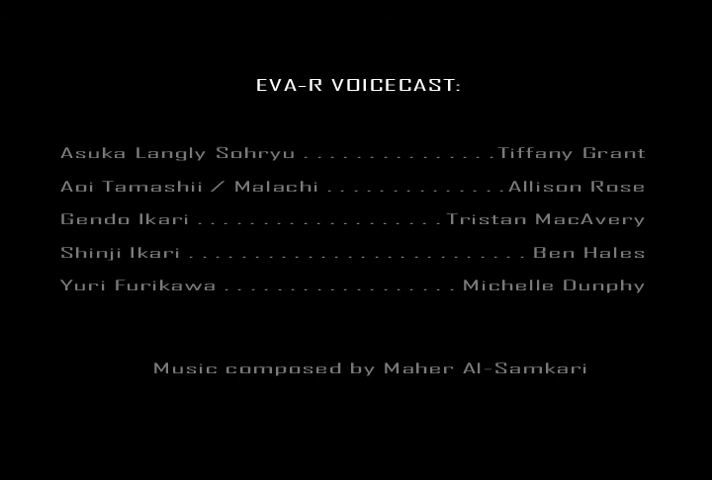 EVA-R VOICECAST:
Asuka Langly Sohryu . . . . . . . . . . . . . . . Tiffany Grant
Aoi Tamashii / Malachi . . . . . . . . . . . . . . Allison Rose
Gendo Ikari . . . . . . . . . . . . . . . . . . . Tristan MacAvery
Shinji Ikari . . . . . . . . . . . . . . . . . . . . . . . . . . Ben Hales
Yuri Furikawa . . . . . . . . . . . . . . . . . . Michelle Dunphy
Music composed by Maher Al-Samkari